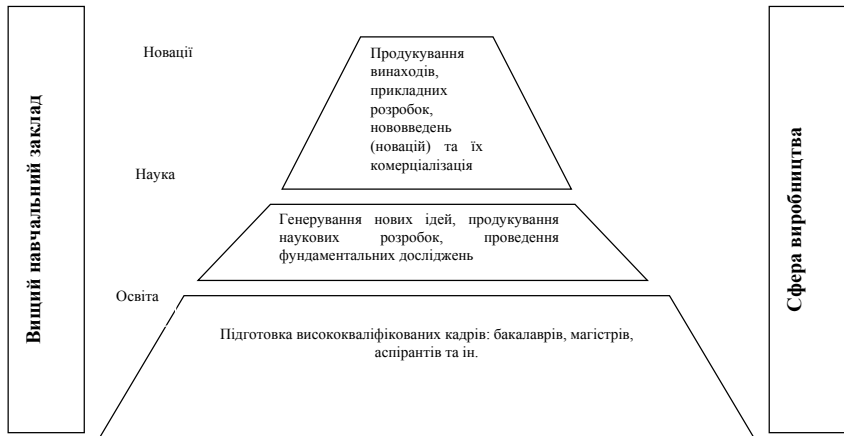 Вищий навчальний заклад
Новації
Продукування
винаходів,
прикладних
розробок,
нововведень
(новацій) та їх
комерціалізація
Наука
Генерування нових ідей, продукування
наукових розробок, проведення
фундаментальних досліджень
Освіта
Підготовка висококваліфікованих кадрів: бакалаврів, магістрів,
аспірантів та ін.
Сфера виробництва